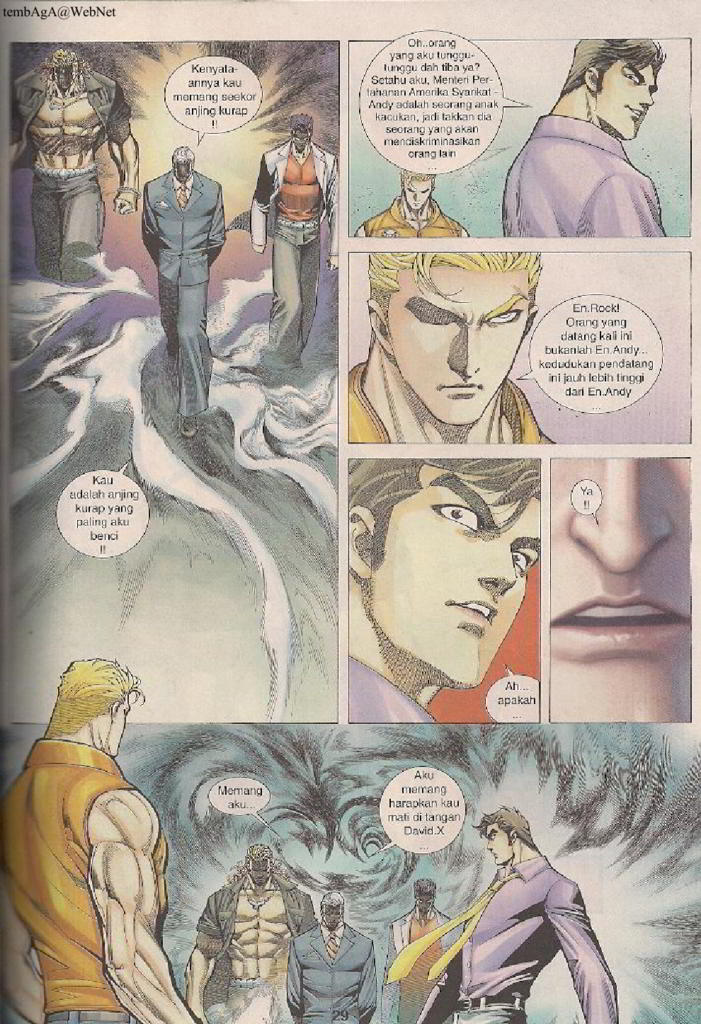 tembAgA@WebNet
Kenyata-
annya kau
memang seekor
anjing kurap
!!
Kau
adalah anjing
kurap yang
paling aku
benci
!!
Oh..orang
yang aku tunggu-
tunggu dah tiba ya?
Setahu aku, Menteri Per-
tahanan Amerika Syarikat -
Andy adalah seorang anak
kacukan, jadi takkan dia
seorang yang akan
mendiskriminasikan
orang lain
...
En.Rock!
Orang yang
datang kali ini
bukanlah En.Andy...
kedudukan pendatang
ini jauh lebih tinggi
dari En.Andy
...
Ah...
apakah
...
Ya
!!
Memang
aku...
Aku
memang
harapkan kau
mati di tangan
David.X
...
29